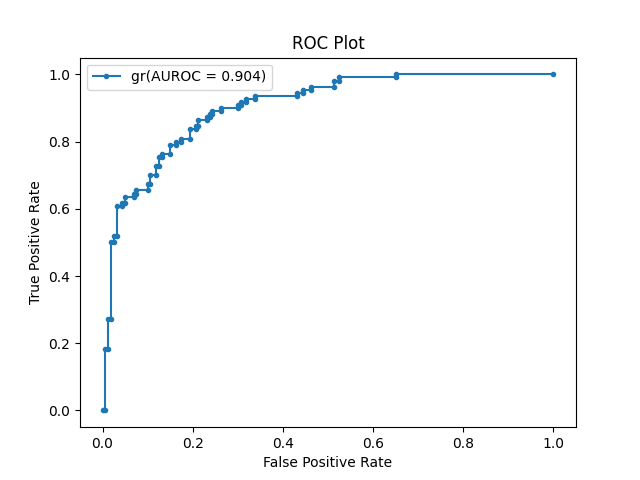 ROC Plot
gr(AUROC = 0.904)
True Positive Rate
1.0
0.8
0.6
0.4
0.2
0.0
0.0 0.2 0.4 0.6 0.8 1.0
False Positive Rate